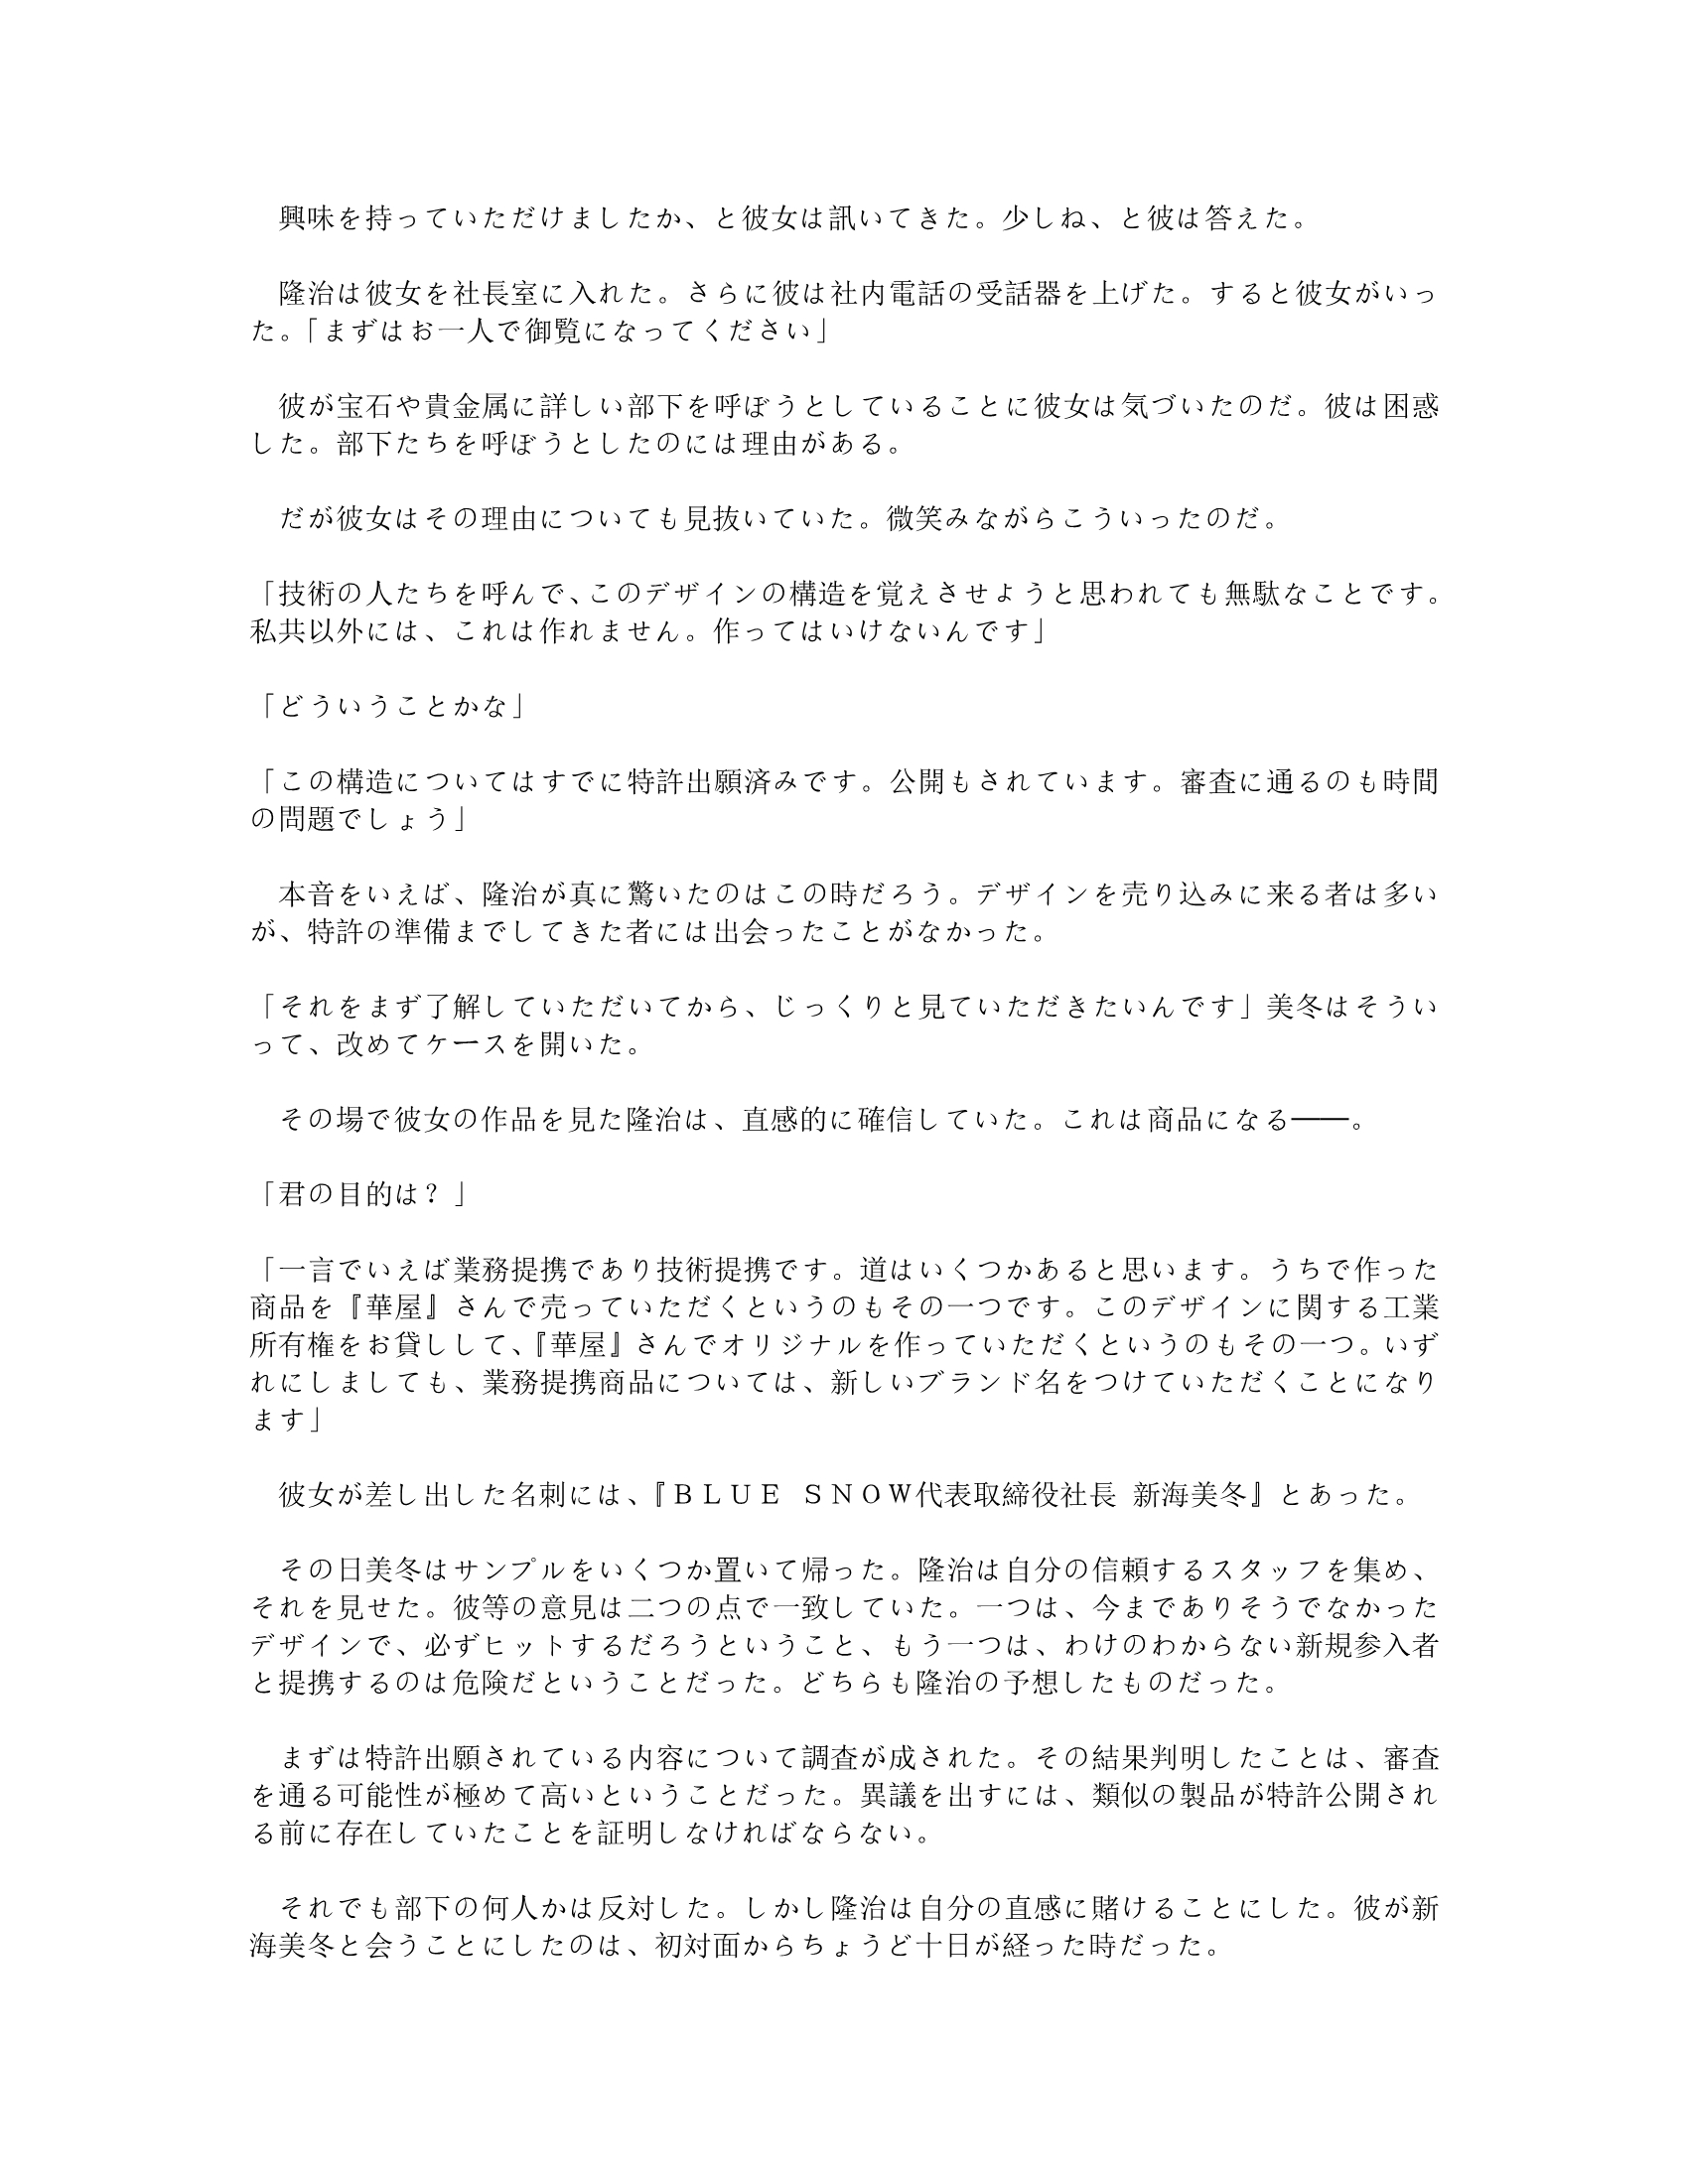 興味を持っていただけましたか、と彼女は訊いてきた。少しね、と彼は答えた。
　隆治は彼女を社長室に入れた。さらに彼は社内電話の受話器を上げた。すると彼女がいっ
た。「まずはお一人で御覧になってください」
　彼が宝石や貴金属に詳しい部下を呼ぼうとしていることに彼女は気づいたのだ。彼は困惑
した。部下たちを呼ぼうとしたのには理由がある。
　だが彼女はその理由についても見抜いていた。微笑みながらこういったのだ。
「技術の人たちを呼んで、このデザインの構造を覚えさせようと思われても無駄なことです。
私共以外には、これは作れません。作ってはいけないんです」
「どういうことかな」
「この構造についてはすでに特許出願済みです。公開もされています。審査に通るのも時間
の問題でしょう」
　本音をいえば、隆治が真に驚いたのはこの時だろう。デザインを売り込みに来る者は多い
が、特許の準備までしてきた者には出会ったことがなかった。
「それをまず了解していただいてから、じっくりと見ていただきたいんです」美冬はそうい
って、改めてケースを開いた。
　その場で彼女の作品を見た隆治は、直感的に確信していた。これは商品になる――。
「君の目的は？」
「一言でいえば業務提携であり技術提携です。道はいくつかあると思います。うちで作った
商品を『華屋』さんで売っていただくというのもその一つです。このデザインに関する工業
所有権をお貸しして、『華屋』さんでオリジナルを作っていただくというのもその一つ。いず
れにしましても、業務提携商品については、新しいブランド名をつけていただくことになり
ます」
　彼女が差し出した名刺には、『ＢＬＵＥ　ＳＮＯＷ代表取締役社長 新海美冬』とあった。
　その日美冬はサンプルをいくつか置いて帰った。隆治は自分の信頼するスタッフを集め、
それを見せた。彼等の意見は二つの点で一致していた。一つは、今までありそうでなかった
デザインで、必ずヒットするだろうということ、もう一つは、わけのわからない新規参入者
と提携するのは危険だということだった。どちらも隆治の予想したものだった。
　まずは特許出願されている内容について調査が成された。その結果判明したことは、審査
を通る可能性が極めて高いということだった。異議を出すには、類似の製品が特許公開され
る前に存在していたことを証明しなければならない。
　それでも部下の何人かは反対した。しかし隆治は自分の直感に賭けることにした。彼が新
海美冬と会うことにしたのは、初対面からちょうど十日が経った時だった。